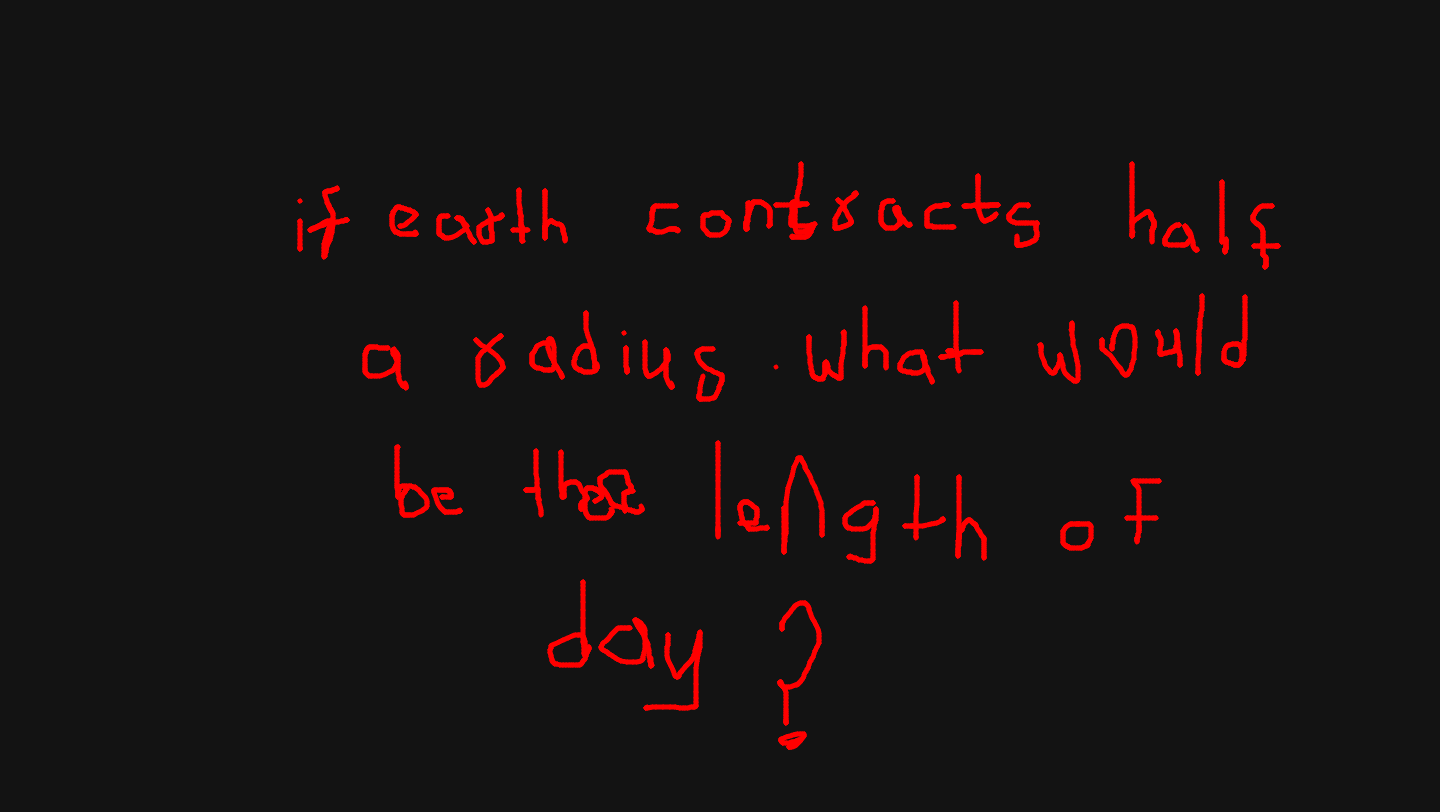 if earth contracts half
a radius. what would
be the length of
day ?